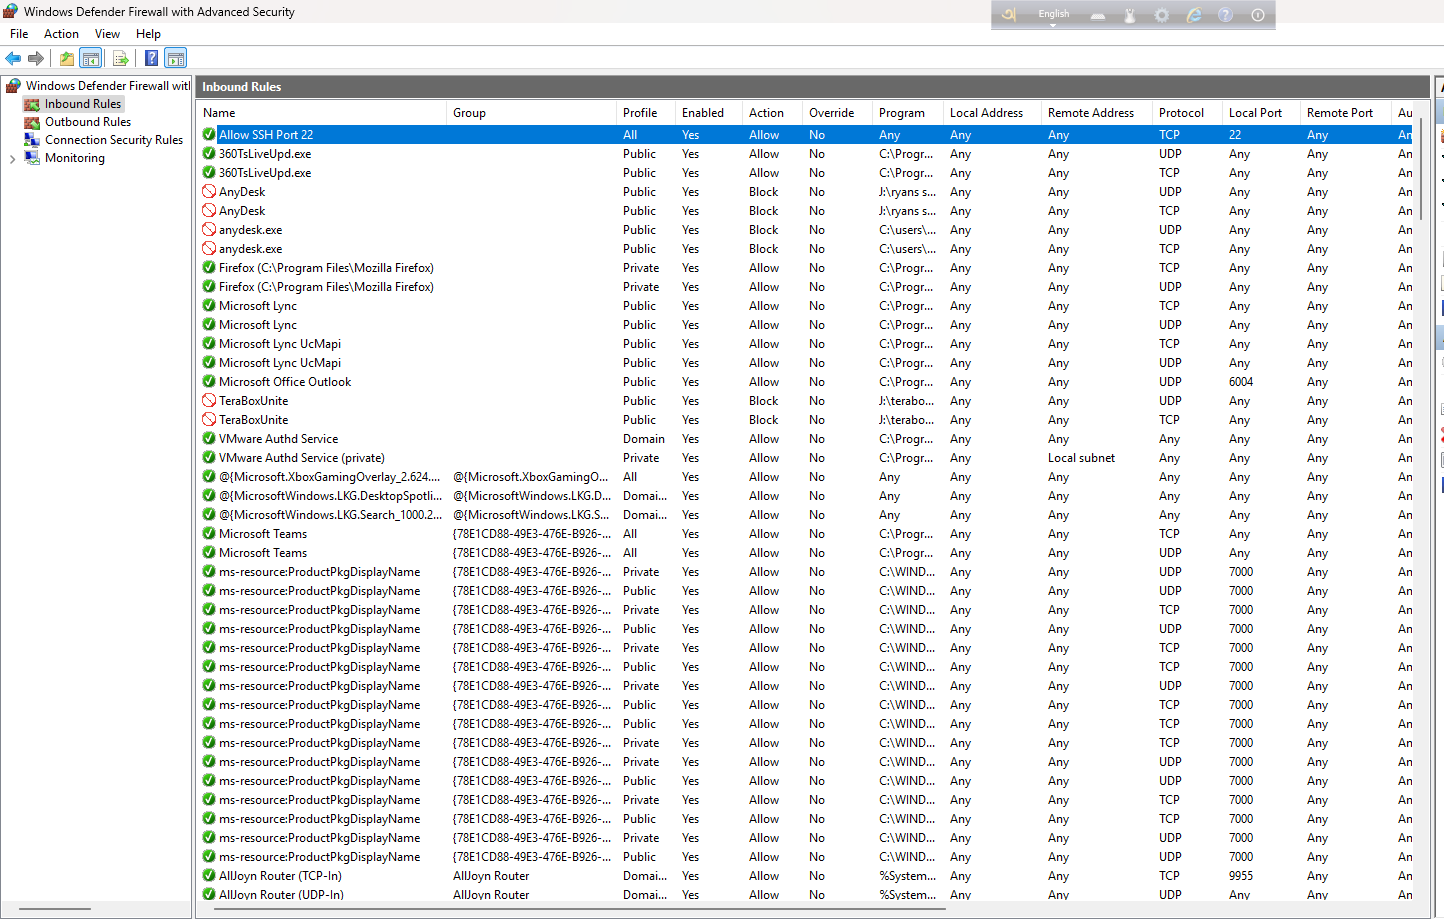 Windows Defender Firewall with Advanced Security
English
File Action View Help
Windows Defender Firewall witl
Inbound Rules
Outbound Rules
Connection Security Rules
Monitoring
Inbound Rules
Name Group Profile Enabled Action Override Program Local Address Remote Address Protocol Local Port Remote Port Au
Allow SSH Port 22 All Yes Allow No Any Any Any TCP 22 Any An
360TsLiveUpd.exe Public Yes Allow No C:\Progr... Any Any UDP Any Any An
360TsLiveUpd.exe Public Yes Allow No C:\Progr... Any Any TCP Any Any An
AnyDesk Public Yes Block No J:\ryans s... Any Any UDP Any Any An
AnyDesk Public Yes Block No J:\ryans s... Any Any TCP Any Any An
anydesk.exe Public Yes Block No C:\users\... Any Any UDP Any Any An
anydesk.exe Public Yes Block No C:\users\... Any Any TCP Any Any An
Firefox (C:\Program Files\Mozilla Firefox) Private Yes Allow No C:\Progr... Any Any TCP Any Any An
Firefox (C:\Program Files\Mozilla Firefox) Private Yes Allow No C:\Progr... Any Any UDP Any Any An
Microsoft Lync Public Yes Allow No C:\Progr... Any Any TCP Any Any An
Microsoft Lync Public Yes Allow No C:\Progr... Any Any UDP Any Any An
Microsoft Lync UcMapi Public Yes Allow No C:\Progr... Any Any TCP Any Any An
Microsoft Lync UcMapi Public Yes Allow No C:\Progr... Any Any UDP Any Any An
Microsoft Office Outlook Public Yes Allow No C:\Progr... Any Any UDP 6004 Any An
TeraBoxUnite Public Yes Block No J:\terabo... Any Any UDP Any Any An
TeraBoxUnite Public Yes Block No J:\terabo... Any Any TCP Any Any An
VMware Authd Service Domain Yes Allow No C:\Progr... Any Any Any Any Any An
VMware Authd Service (private) Private Yes Allow No C:\Progr... Any Local subnet Any Any Any An
@{Microsoft.XboxGamingOverlay_2.624.... @{Microsoft.XboxGamingO... All Yes Allow No Any Any Any Any Any Any An
@{MicrosoftWindows.LKG.DesktopSpotli... @{MicrosoftWindows.LKG.D... Domai... Yes Allow No Any Any Any Any Any Any An
@{MicrosoftWindows.LKG.Search_1000.2... @{MicrosoftWindows.LKG.S... Domai... Yes Allow No Any Any Any Any Any Any An
Microsoft Teams {78E1CD88-49E3-476E-B926-... All Yes Allow No C:\Progr... Any Any TCP Any Any An
Microsoft Teams {78E1CD88-49E3-476E-B926-... All Yes Allow No C:\Progr... Any Any UDP Any Any An
ms-resource:ProductPkgDisplayName {78E1CD88-49E3-476E-B926-... Private Yes Allow No C:\WIND... Any Any UDP 7000 Any An
ms-resource:ProductPkgDisplayName {78E1CD88-49E3-476E-B926-... Public Yes Allow No C:\WIND... Any Any UDP 7000 Any An
ms-resource:ProductPkgDisplayName {78E1CD88-49E3-476E-B926-... Private Yes Allow No C:\WIND... Any Any TCP 7000 Any An
ms-resource:ProductPkgDisplayName {78E1CD88-49E3-476E-B926-... Public Yes Allow No C:\WIND... Any Any UDP 7000 Any An
ms-resource:ProductPkgDisplayName {78E1CD88-49E3-476E-B926-... Private Yes Allow No C:\WIND... Any Any TCP 7000 Any An
ms-resource:ProductPkgDisplayName {78E1CD88-49E3-476E-B926-... Public Yes Allow No C:\WIND... Any Any TCP 7000 Any An
ms-resource:ProductPkgDisplayName {78E1CD88-49E3-476E-B926-... Private Yes Allow No C:\WIND... Any Any UDP 7000 Any An
ms-resource:ProductPkgDisplayName {78E1CD88-49E3-476E-B926-... Public Yes Allow No C:\WIND... Any Any UDP 7000 Any An
ms-resource:ProductPkgDisplayName {78E1CD88-49E3-476E-B926-... Public Yes Allow No C:\WIND... Any Any TCP 7000 Any An
ms-resource:ProductPkgDisplayName {78E1CD88-49E3-476E-B926-... Private Yes Allow No C:\WIND... Any Any TCP 7000 Any An
ms-resource:ProductPkgDisplayName {78E1CD88-49E3-476E-B926-... Private Yes Allow No C:\WIND... Any Any UDP 7000 Any An
ms-resource:ProductPkgDisplayName {78E1CD88-49E3-476E-B926-... Public Yes Allow No C:\WIND... Any Any UDP 7000 Any An
ms-resource:ProductPkgDisplayName {78E1CD88-49E3-476E-B926-... Private Yes Allow No C:\WIND... Any Any TCP 7000 Any An
ms-resource:ProductPkgDisplayName {78E1CD88-49E3-476E-B926-... Public Yes Allow No C:\WIND... Any Any TCP 7000 Any An
ms-resource:ProductPkgDisplayName {78E1CD88-49E3-476E-B926-... Private Yes Allow No C:\WIND... Any Any UDP 7000 Any An
ms-resource:ProductPkgDisplayName {78E1CD88-49E3-476E-B926-... Public Yes Allow No C:\WIND... Any Any UDP 7000 Any An
AllJoyn Router (TCP-In) AllJoyn Router Domai... Yes Allow No %System... Any Any TCP 9955 Any An
AllJoyn Router (UDP-In) AllJoyn Router Domai... Yes Allow No %System... Any Any UDP Any Any An